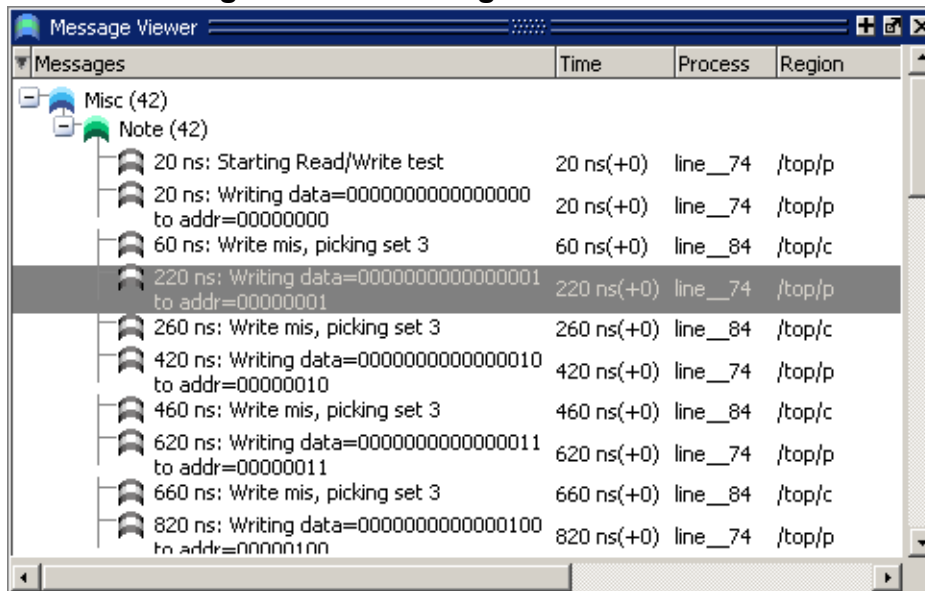 Message Viewer
Messages Time Process Region
Misc (42)
Note (42)
20 ns: Starting Read/Write test 20 ns(+0) line__74 /top/p
20 ns: Writing data=0000000000000000
to addr=00000000 20 ns(+0) line__74 /top/p
60 ns: Write mis, picking set 3 60 ns(+0) line__84 /top/c
220 ns: Writing data=0000000000000001
to addr=00000001 220 ns(+0) line__74 /top/p
260 ns: Write mis, picking set 3 260 ns(+0) line__84 /top/c
420 ns: Writing data=0000000000000010
to addr=00000010 420 ns(+0) line__74 /top/p
460 ns: Write mis, picking set 3 460 ns(+0) line__84 /top/c
620 ns: Writing data=0000000000000011
to addr=00000011 620 ns(+0) line__74 /top/p
660 ns: Write mis, picking set 3 660 ns(+0) line__84 /top/c
820 ns: Writing data=0000000000000100
to addr=00000100 820 ns(+0) line__74 /top/p